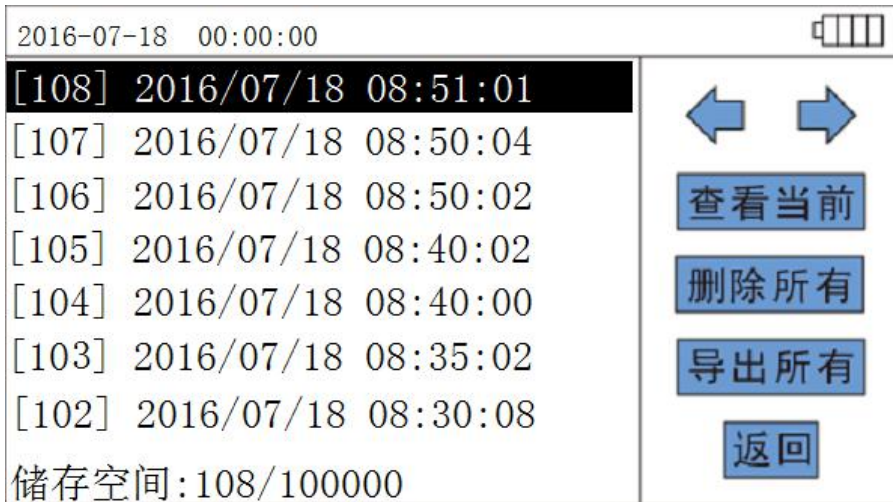 2016-07-18 00:00:00
[108] 2016/07/18 08:51:01
[107] 2016/07/18 08:50:04
[106] 2016/07/18 08:50:02
[105] 2016/07/18 08:40:02
[104] 2016/07/18 08:40:00
[103] 2016/07/18 08:35:02
[102] 2016/07/18 08:30:08
储存空间:108/100000
查看当前
删除所有
导出所有
返回